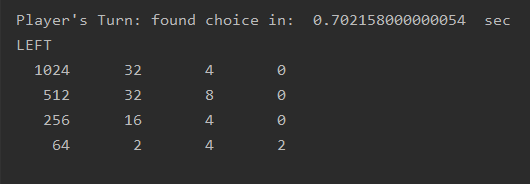 Player's Turn: found choice in:  0.702158000000054  sec
LEFT
1024 32 4 0
512 32 8 0
256 16 4 0
64 2 4 2